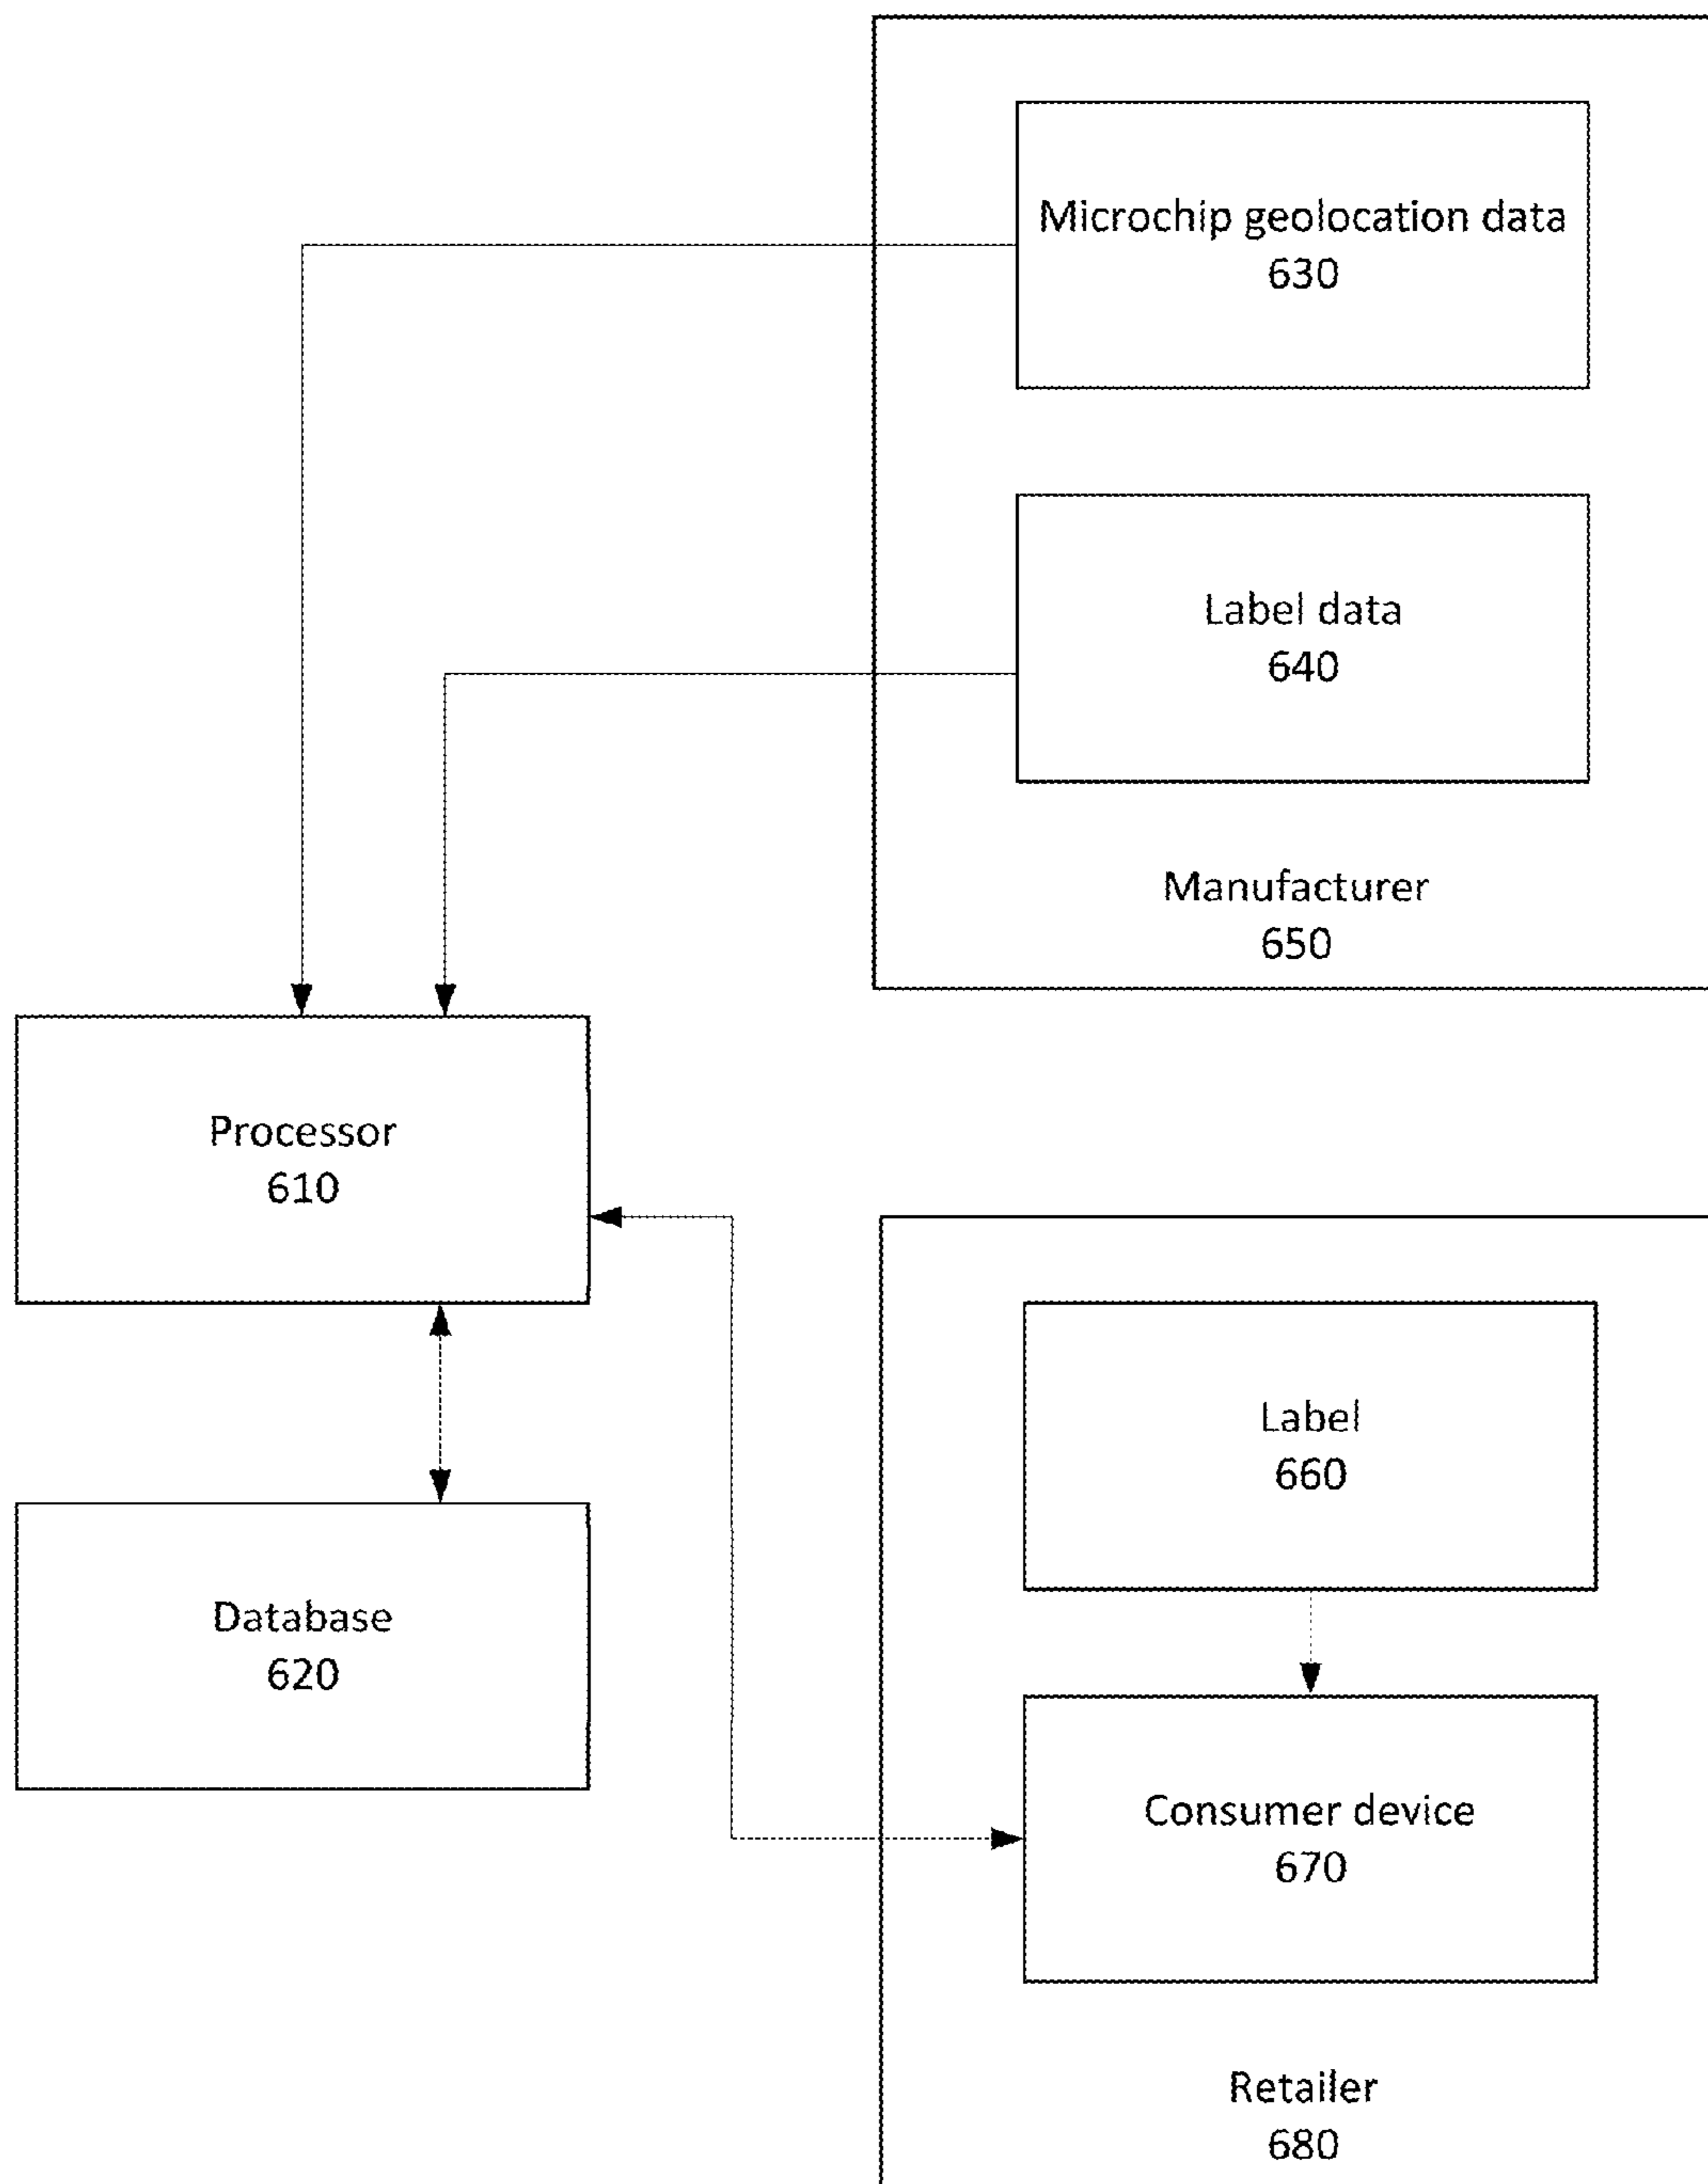 Microchip geolocation data
630
Label data
640
Manufacturer
650
Processor
610
Label
660
Database
620
Consumer device
670
Retailer
680